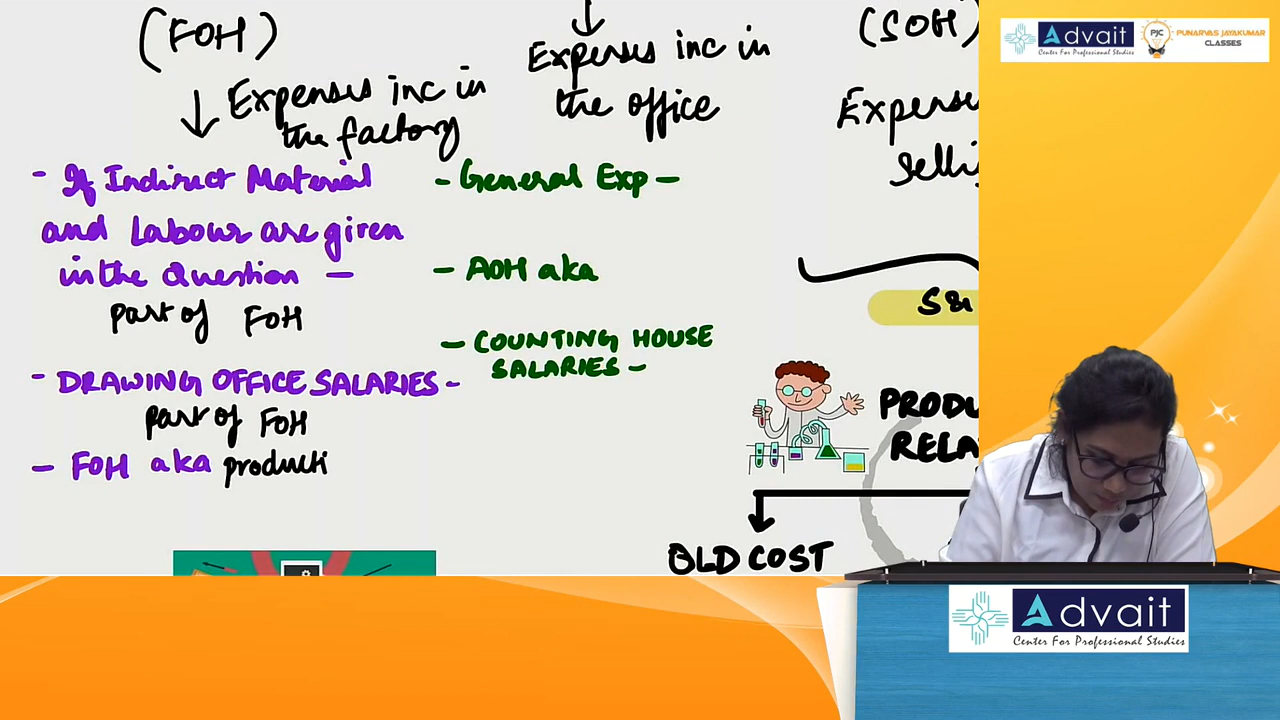 (FOH)
Expenses inc in
the factory
- If Indirect Material
and Labour are given
in the Question -
part of FOH
- DRAWING OFFICE SALARIES -
part of FOH
- FOH aka producti
Expenses inc in
the office
- General Exp -
- AOH aka
- COUNTING HOUSE
SALARIES -
(SOH)
Expense
selli
S&
PRODU
RELA
OLD COST
Advait
Center For Professional Studies
PJC
PUNARVAS JAYAKUMAR
CLASSES
Advait
Center For Professional Studies